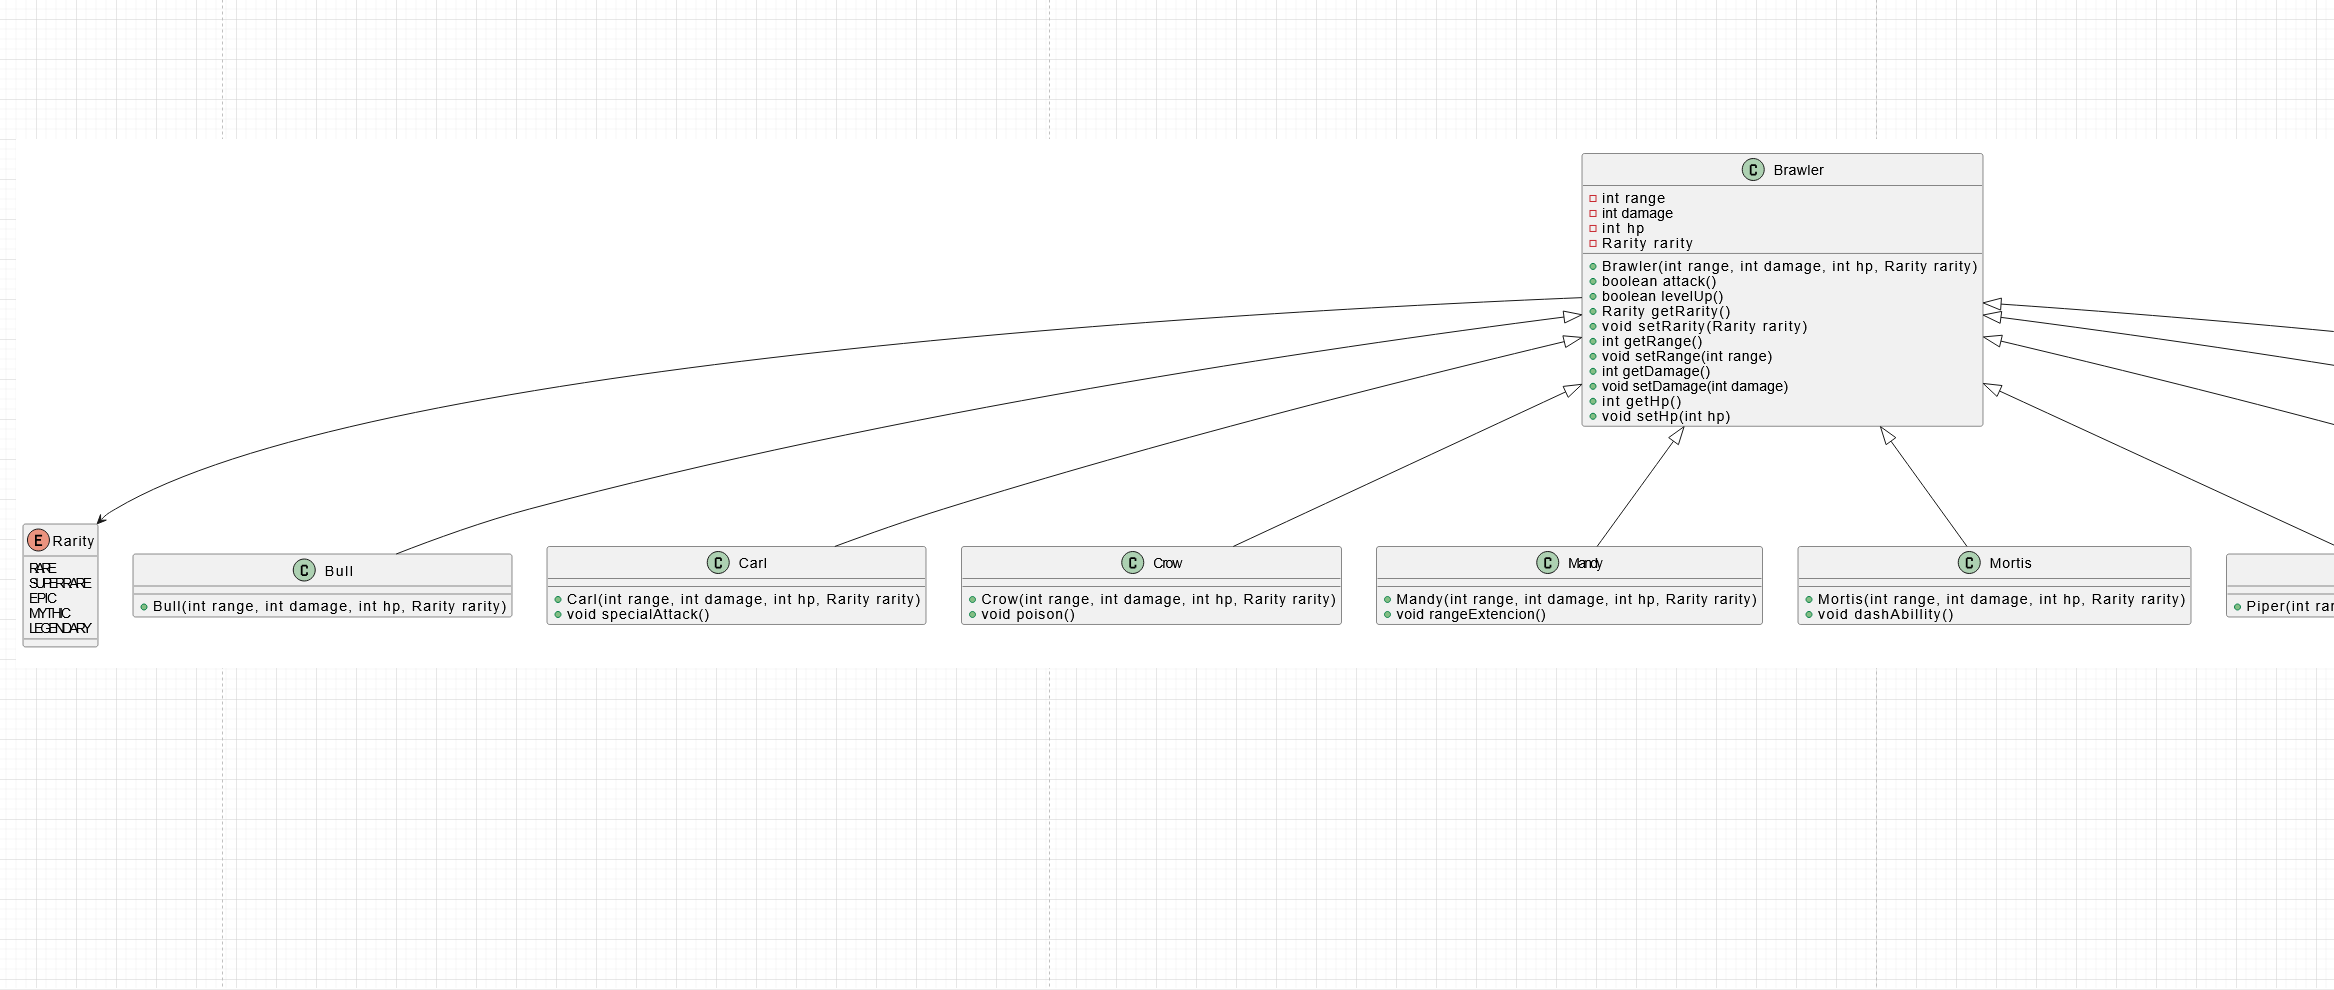 C Brawler
int range
int damage
int hp
Rarity rarity
Brawler(int range, int damage, int hp, Rarity rarity)
boolean attack()
boolean levelUp()
Rarity getRarity()
void setRarity(Rarity rarity)
int getRange()
void setRange(int range)
int getDamage()
void setDamage(int damage)
int getHp()
void setHp(int hp)
E Rarity
RARE
SUPERRARE
EPIC
MYTHIC
LEGENDARY
C Bull
Bull(int range, int damage, int hp, Rarity rarity)
C Carl
Carl(int range, int damage, int hp, Rarity rarity)
void specialAttack()
C Crow
Crow(int range, int damage, int hp, Rarity rarity)
void poison()
C Mandy
Mandy(int range, int damage, int hp, Rarity rarity)
void rangeExtencion()
C Mortis
Mortis(int range, int damage, int hp, Rarity rarity)
void dashAbillity()
Piper(int rar